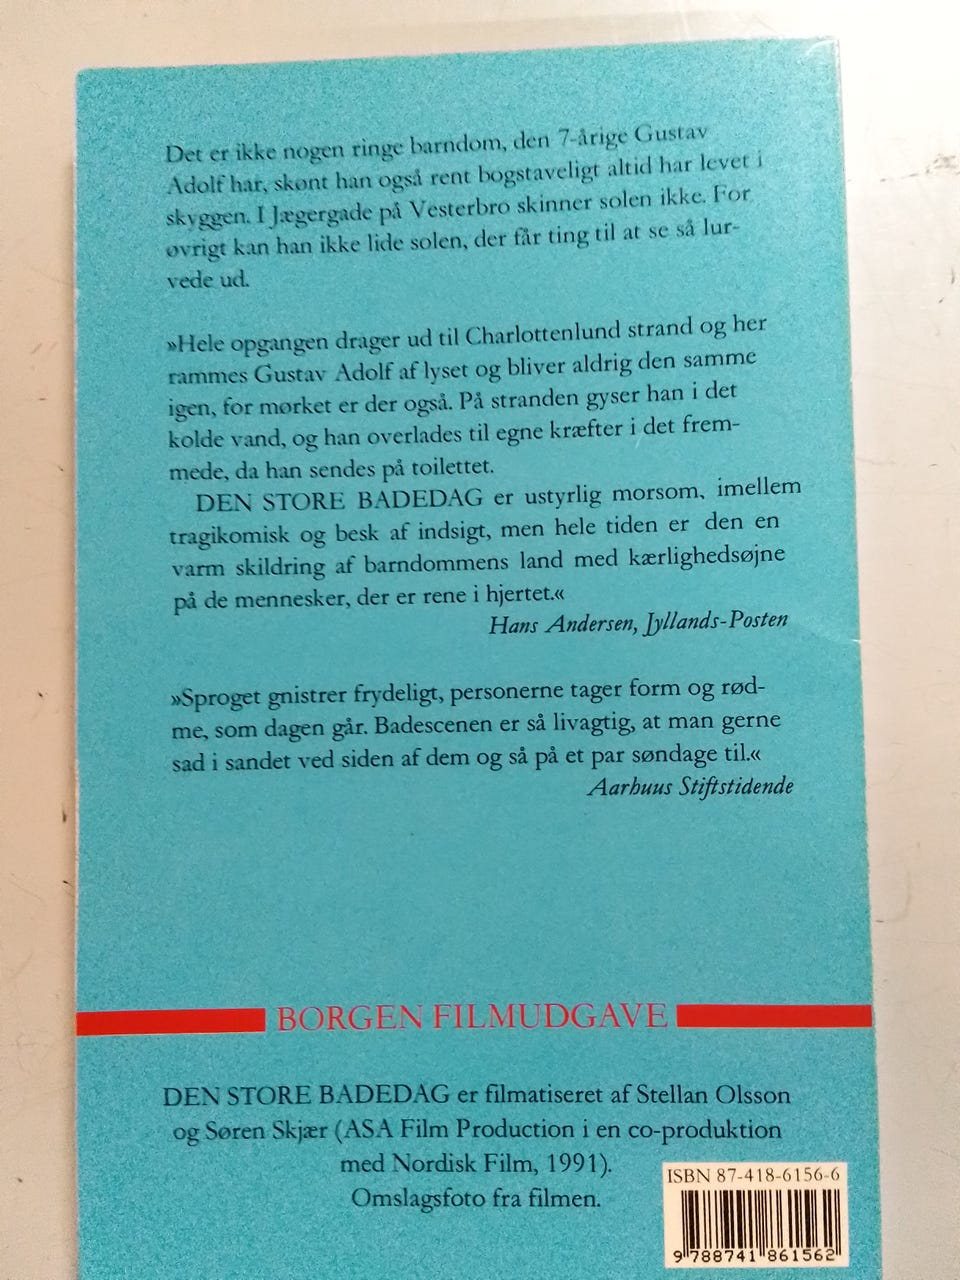 Det er ikke nogen ringe barndom, den 7-årige Gustav
Adolf har, skønt han også rent bogstaveligt altid har levet i
skyggen. I Jægergade på Vesterbro skinner solen ikke. For
øvrigt kan han ikke lide solen, der får ting til at se så lur-
vede ud.
»Hele opgangen drager ud til Charlottenlund strand og her
rammes Gustav Adolf af lyset og bliver aldrig den samme
igen, for mørket er der også. På stranden gyser han i det
kolde vand, og han overlades til egne kræfter i det frem-
mede, da han sendes på toilettet.
DEN STORE BADEDAG er ustyrlig morsom, imellem
tragikomisk og besk af indsigt, men hele tiden er den en
varm skildring af barndommens land med kærlighedsøjne
på de mennesker, der er rene i hjertet.«
Hans Andersen, Jyllands-Posten
»Sproget gnistrer frydeligt, personerne tager form og rød-
me, som dagen går. Badescenen er så livagtig, at man gerne
sad i sandet ved siden af dem og så på et par søndage til.«
Aarhuus Stiftstidende
BORGEN FILMUDGAVE
DEN STORE BADEDAG er filmatiseret af Stellan Olsson
og Søren Skjær (ASA Film Production i en co-produktion
med Nordisk Film, 1991).
Omslagsfoto fra filmen.
ISBN 87-418-6156-6
9 788741 861562